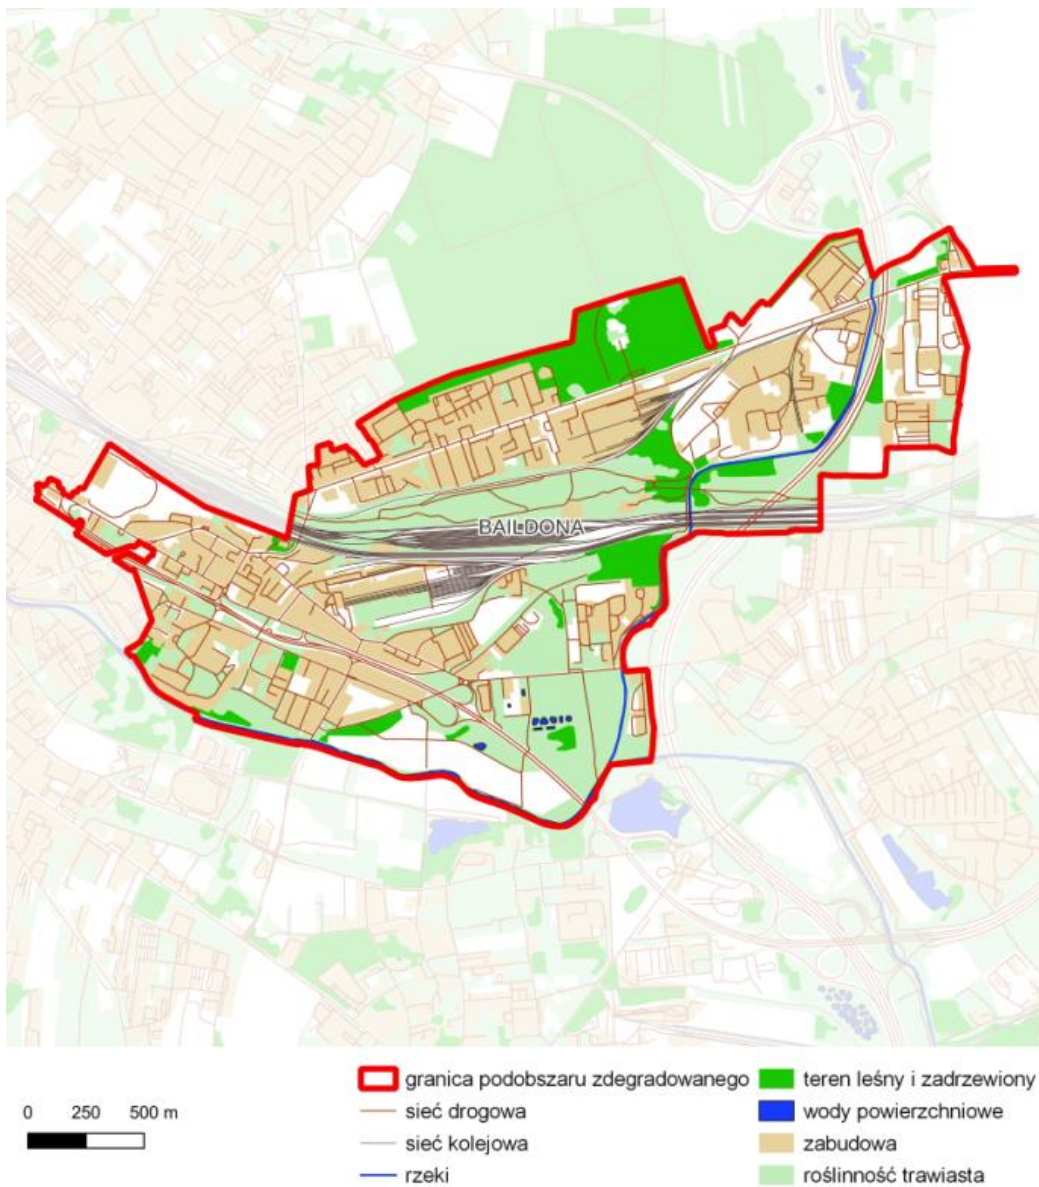 BAILDONA
granica podobszaru zdegradowanego
sieć drogowa
sieć kolejowa
rzeki
teren leśny i zadrzewiony
wody powierzchniowe
zabudowa
roślinność trawiasta
0 250 500 m